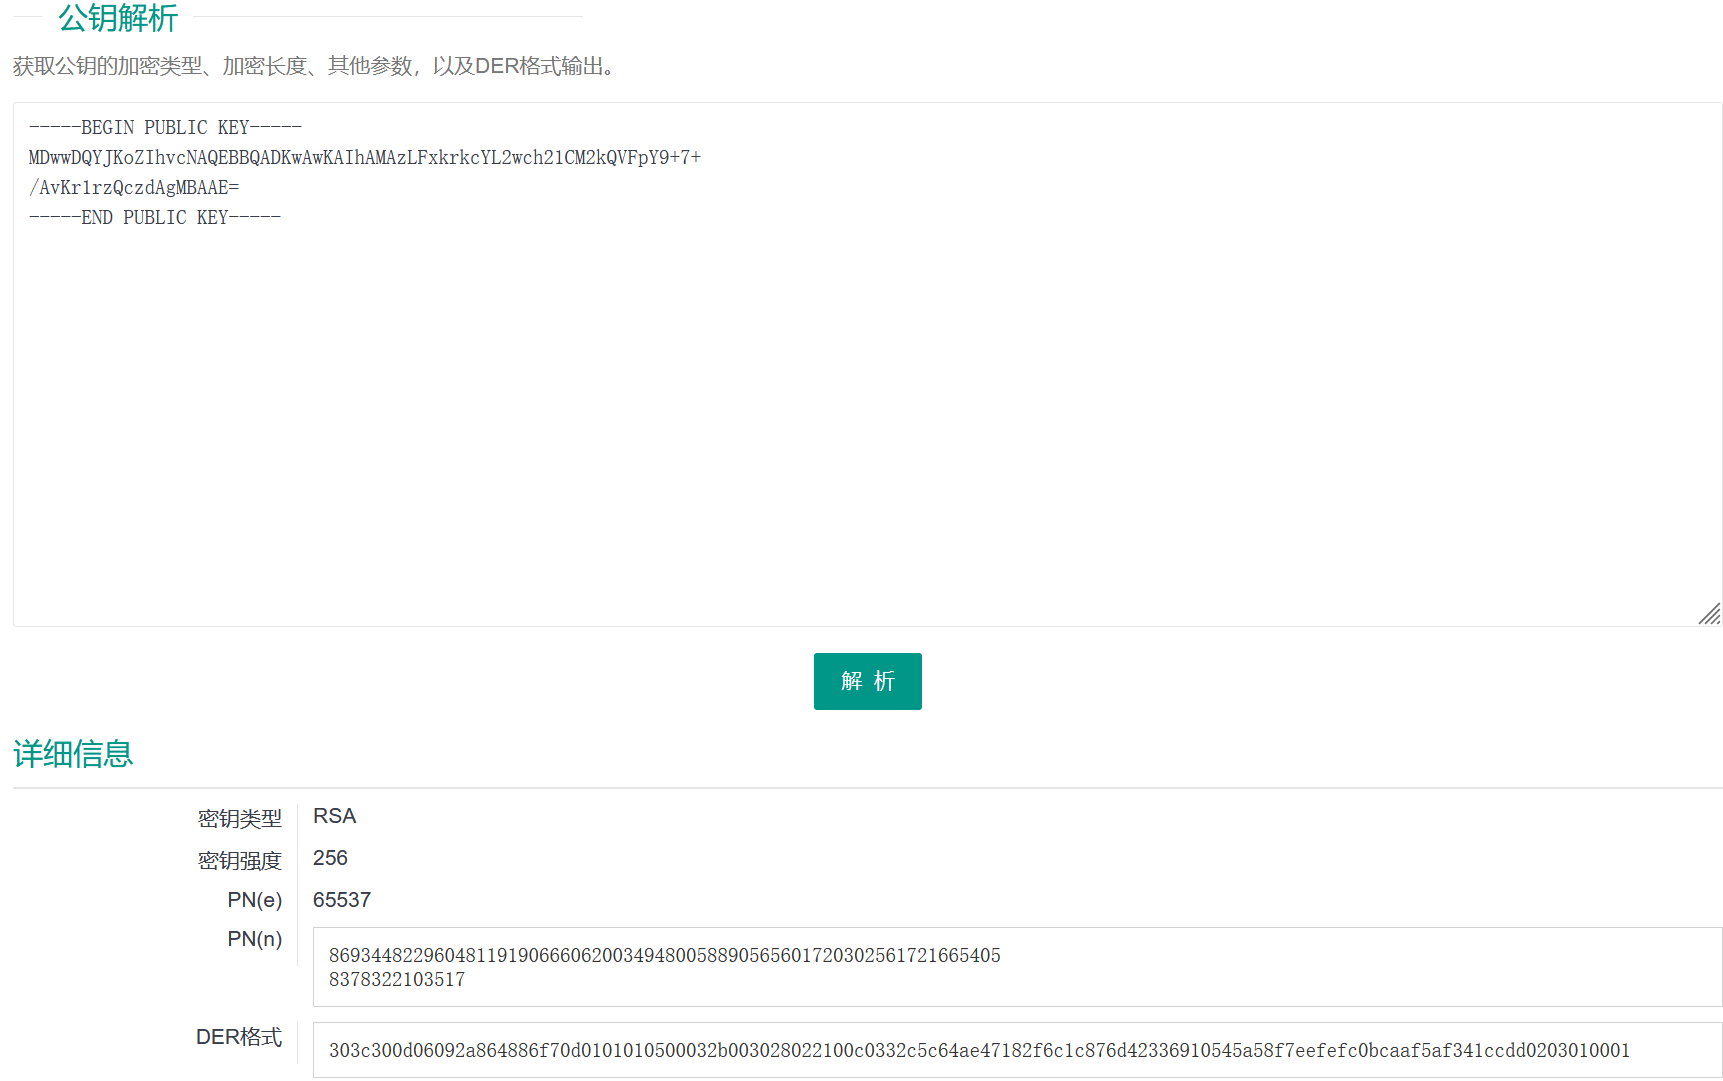 公钥解析
获取公钥的加密类型、加密长度、其他参数，以及DER格式输出。
-----BEGIN PUBLIC KEY-----
MDwwDQYJKoZIhvcNAQEBBQADKwAwKAIhAMAzLFxkrkcYL2wch21CM2kQVFpY9+7+
/AvKr1rzQczdAgMBAAE=
-----END PUBLIC KEY-----
解 析
详细信息
密钥类型 RSA
密钥强度 256
PN(e) 65537
PN(n) 86934482296048119190666062003494800588905656017203025617216654058378322103517
DER格式 303c300d06092a864886f70d0101010500032b003028022100c0332c5c64ae47182f6c1c876d42336910545a58f7eefefc0bcaaf5af341ccdd0203010001